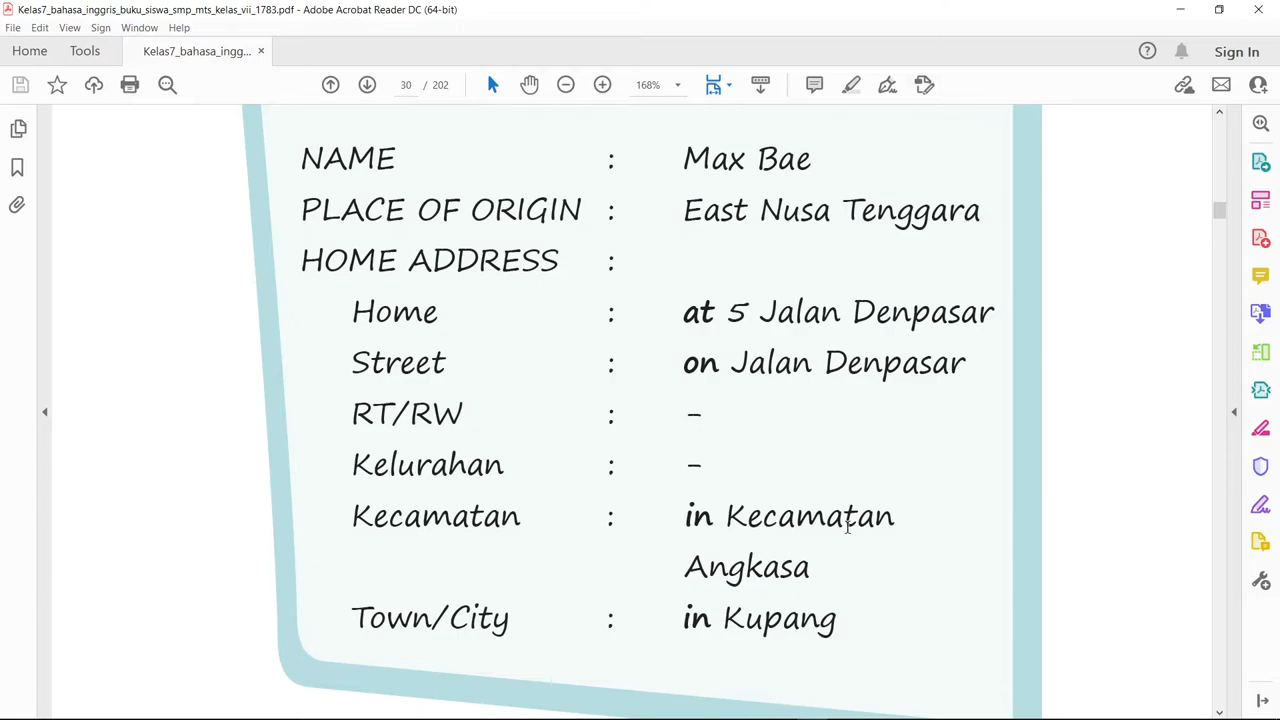 Kelas7_bahasa_inggris_buku_siswa_smp_mts_kelas_vii_1783.pdf - Adobe Acrobat Reader DC (64-bit)
File Edit View Sign Window Help
Home Tools Kelas7_bahasa_ingg... × Sign In
30 / 202 168%
NAME : Max Bae
PLACE OF ORIGIN : East Nusa Tenggara
HOME ADDRESS :
Home : at 5 Jalan Denpasar
Street : on Jalan Denpasar
RT/RW : -
Kelurahan : -
Kecamatan : in Kecamatan
Angkasa
Town/City : in Kupang